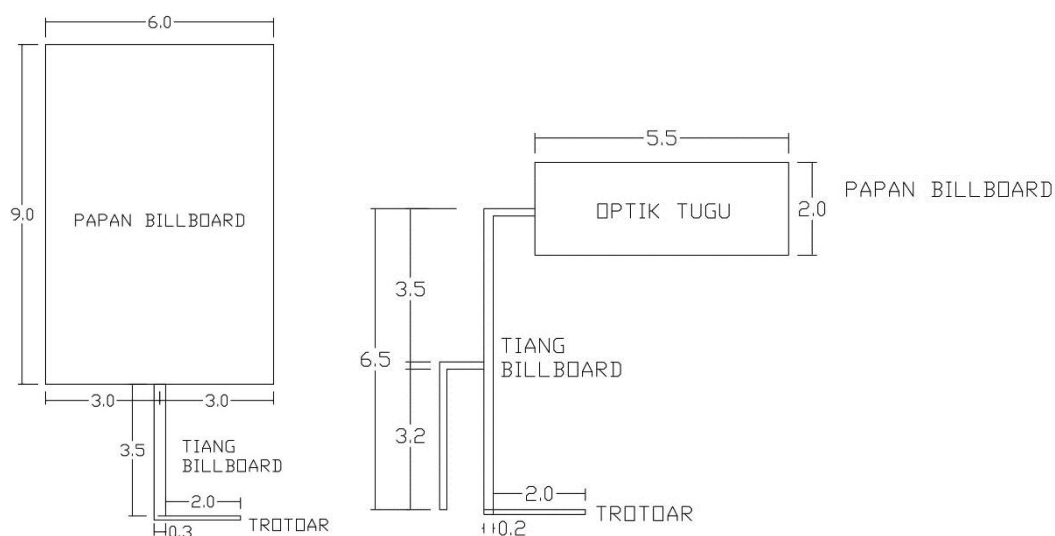 6.0
9.0
PAPAN BILLBOARD
3.0
3.0
3.5
TIANG
BILLBOARD
2.0
TROTOAR
0.3
5.5
OPTIK TUGU
2.0
PAPAN BILLBOARD
3.5
6.5
TIANG
BILLBOARD
3.2
2.0
TROTOAR
0.2